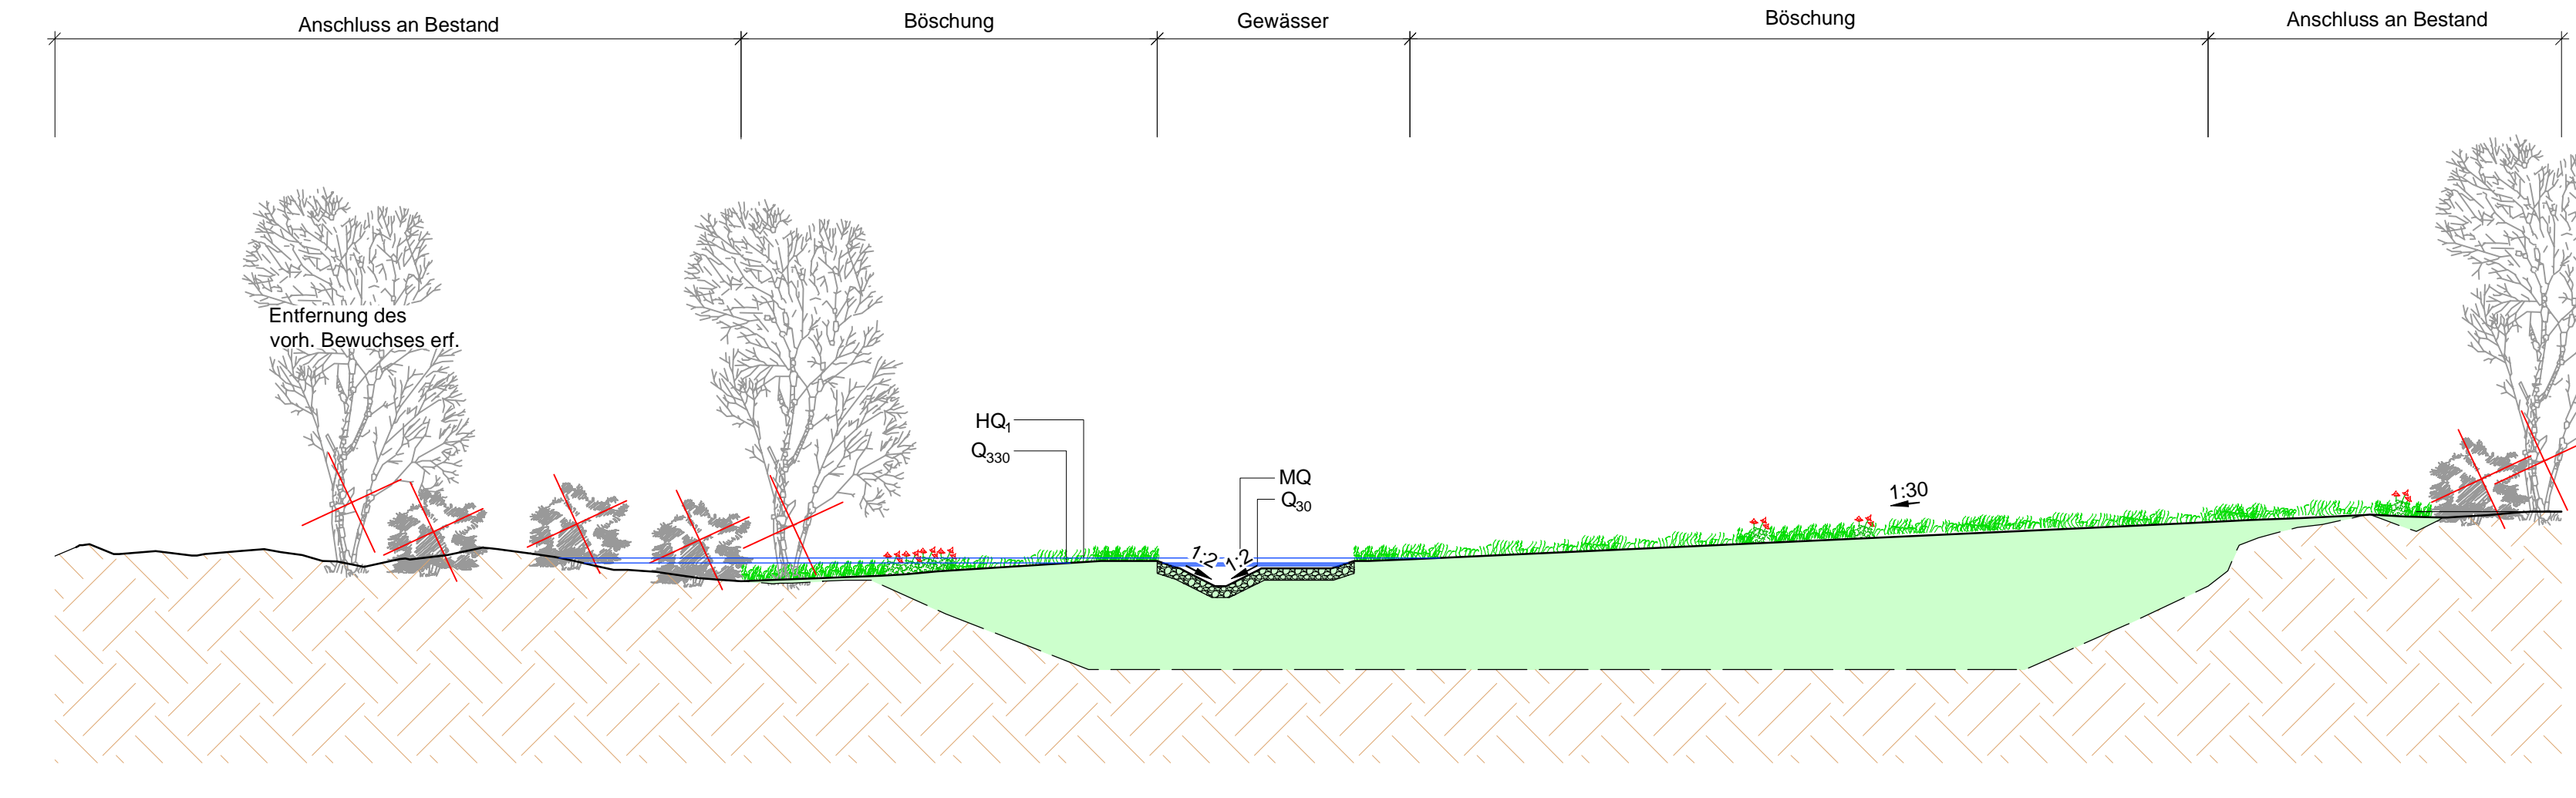 Anschluss an Bestand
Böschung
Gewässer
Böschung
Anschluss an Bestand
Entfernung des
vorh. Bewuchses erf.
HQ1
Q330
MQ
Q30
1:2
1:2
1:30